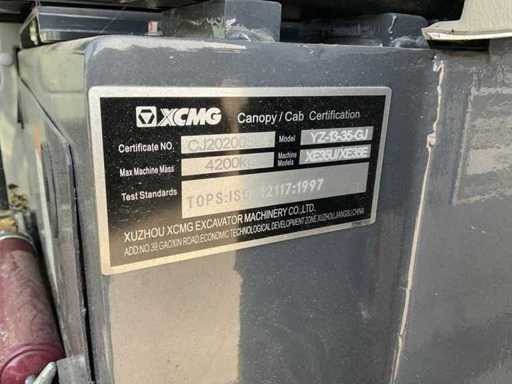 XCMG Canopy / Cab Certification
Certificate NO. Model YZ-13-35-GJ
Max Machine Mass 4200kg Machine Models XE35U/XE35E
Test Standards TOPS:ISO 12117:1997
XUZHOU XCMG EXCAVATOR MACHINERY CO.,LTD.
ADD:NO.39 GAOXIN ROAD,ECONOMIC TECHNOLOGICAL DEVELOPMENT ZONE,XUZHOU,JIANGSU,CHINA